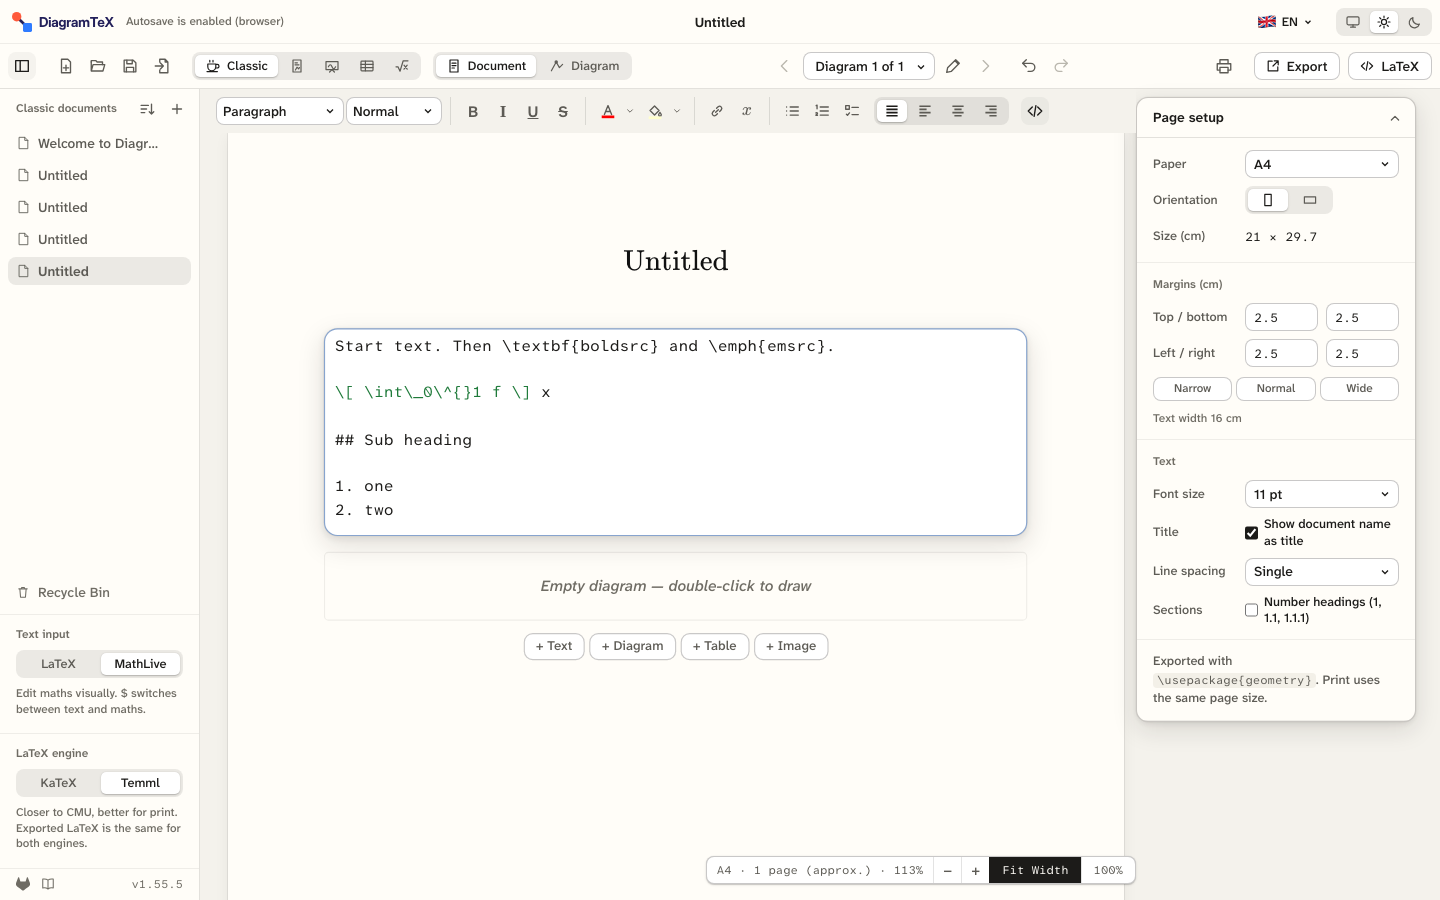 DiagramTeX
Autosave is enabled (browser)
Untitled
EN
Classic
Document
Diagram
Diagram 1 of 1
Export
LaTeX
Classic documents
Welcome to Diagr...
Untitled
Untitled
Untitled
Untitled
Recycle Bin
Text input
LaTeX
MathLive
Edit maths visually. $ switches
between text and maths.
LaTeX engine
KaTeX
Temml
Closer to CMU, better for print.
Exported LaTeX is the same for
both engines.
v1.55.5
Paragraph
Normal
B
I
U
S
A
x
Untitled
Start text. Then \textbf{boldsrc} and \emph{emsrc}.
\[ \int\_0\^{}1 f \] x
## Sub heading
1. one
2. two
Empty diagram — double-click to draw
+ Text
+ Diagram
+ Table
+ Image
A4 · 1 page (approx.) · 113%
−
+
Fit Width
100%
Page setup
Paper
A4
Orientation
Size (cm)
21 × 29.7
Margins (cm)
Top / bottom
2.5
2.5
Left / right
2.5
2.5
Narrow
Normal
Wide
Text width 16 cm
Text
Font size
11 pt
Title
Show document name
as title
Line spacing
Single
Sections
Number headings (1,
1.1, 1.1.1)
Exported with
\usepackage{geometry}. Print uses
the same page size.